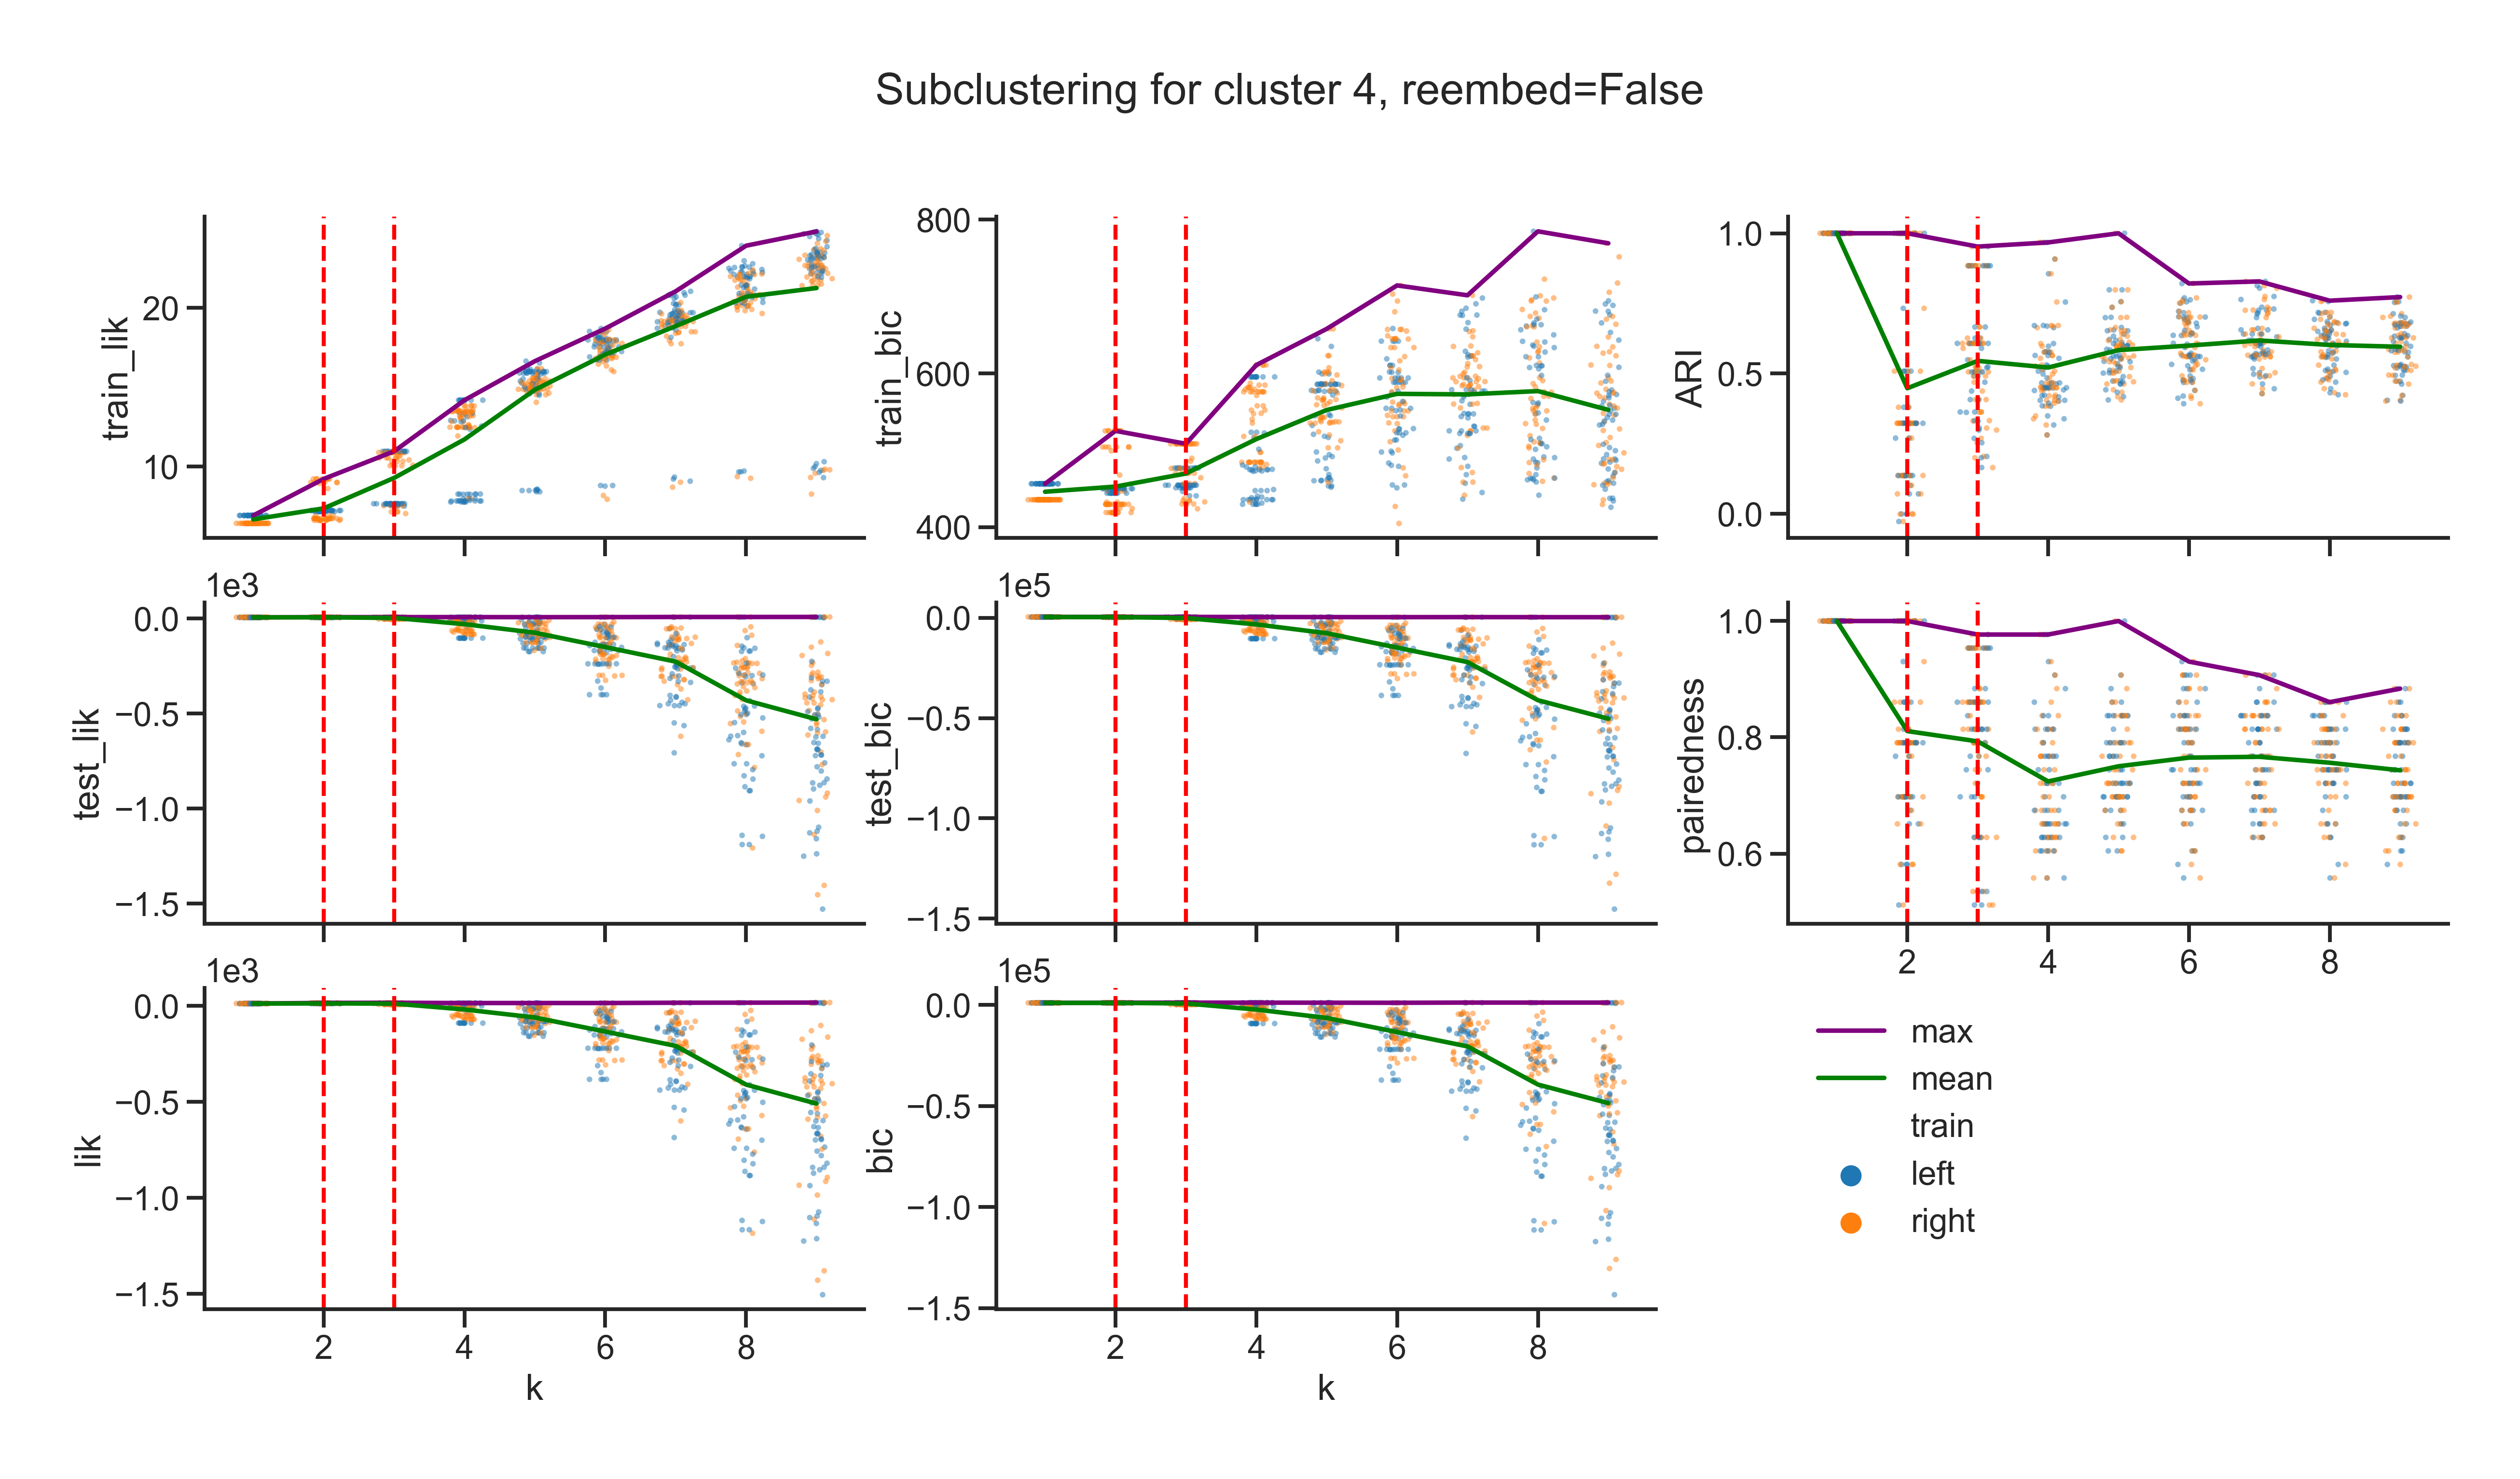 Subclustering for cluster 4, reembed=False
train_lik
20
10
train_bic
800
600
400
ARI
1.0
0.5
0.0
1e3
test_lik
0.0
−0.5
−1.0
−1.5
1e5
test_bic
0.0
−0.5
−1.0
−1.5
pairedness
1.0
0.8
0.6
2 4 6 8
1e3
lik
0.0
−0.5
−1.0
−1.5
2 4 6 8
k
1e5
bic
0.0
−0.5
−1.0
−1.5
2 4 6 8
k
max
mean
train
left
right